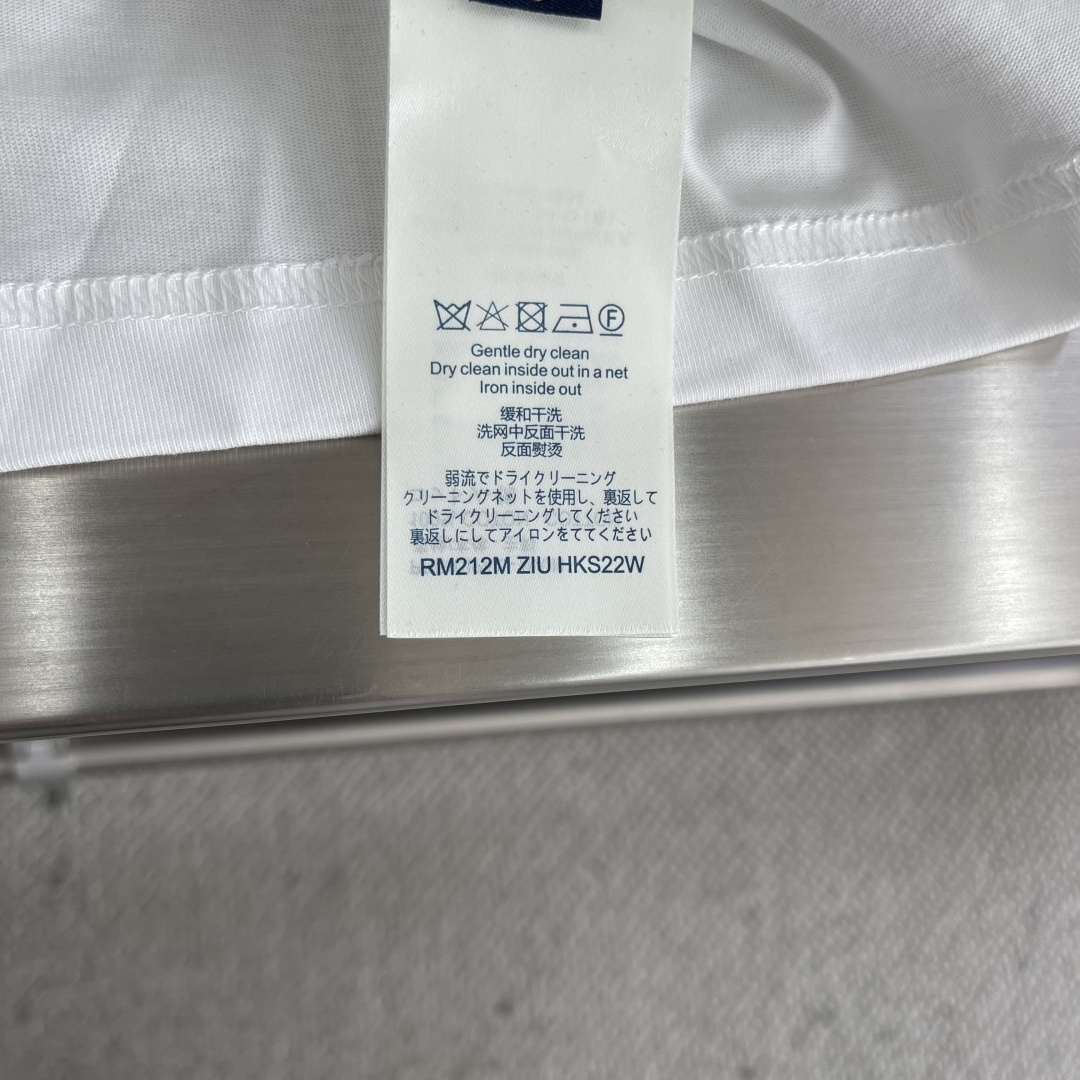 F
Gentle dry clean
Dry clean inside out in a net
Iron inside out
缓和干洗
洗网中反面干洗
反面熨烫
弱流でドライクリーニング
クリーニングネットを使用し、裏返して
ドライクリーニングしてください
裏返しにしてアイロンをててください
RM212M ZIU HKS22W